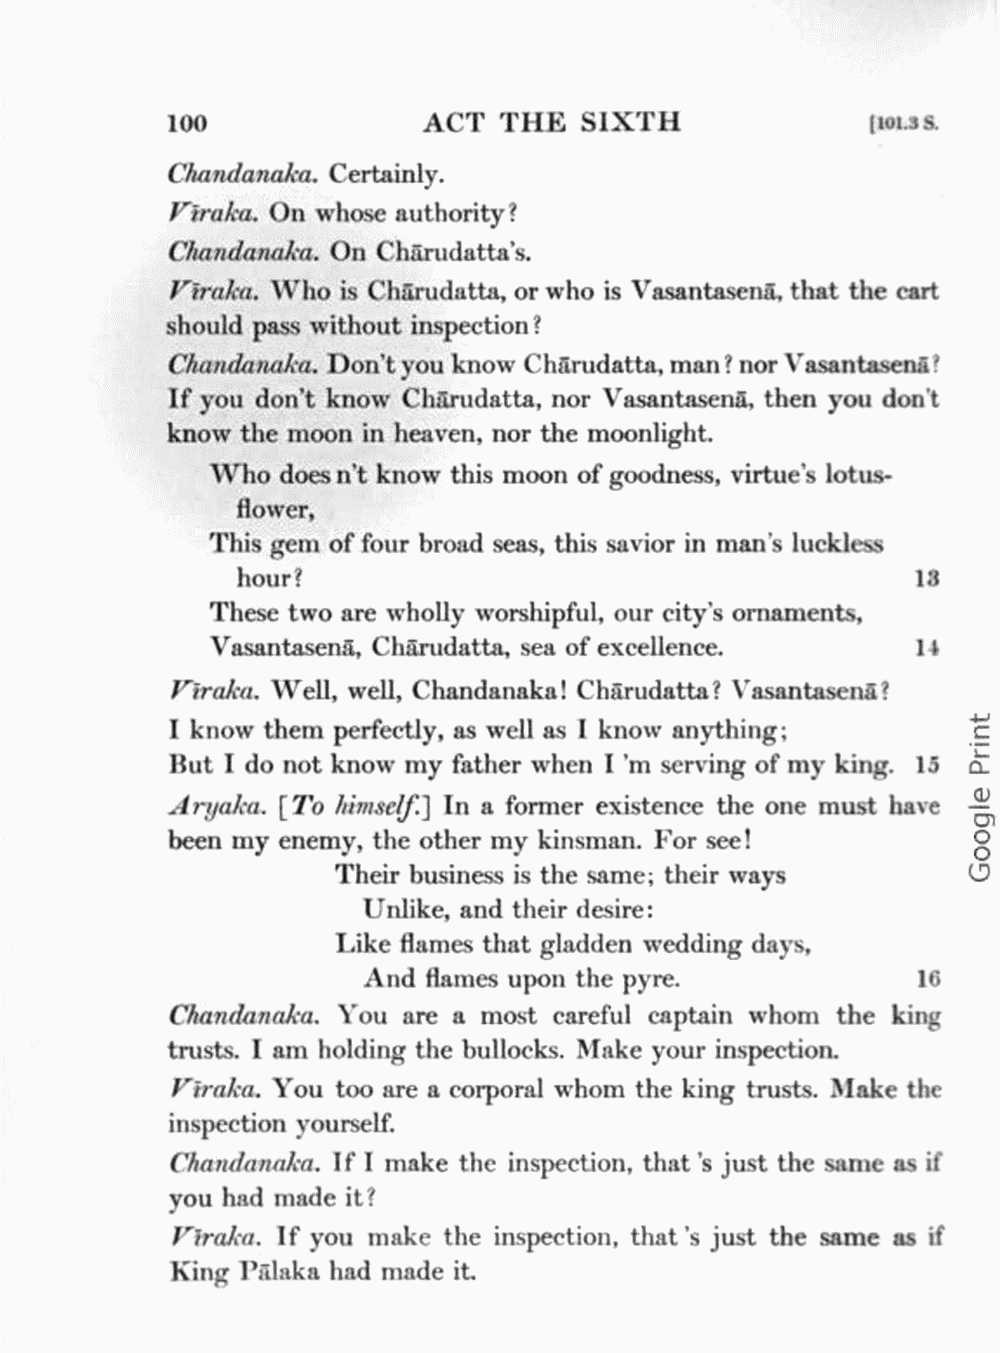 100 ACT THE SIXTH [101.3 S.
Chandanaka. Certainly.
Vīraka. On whose authority?
Chandanaka. On Chārudatta's.
Vīraka. Who is Chārudatta, or who is Vasantasenā, that the cart
should pass without inspection?
Chandanaka. Don't you know Chārudatta, man? nor Vasantasenā?
If you don't know Chārudatta, nor Vasantasenā, then you don't
know the moon in heaven, nor the moonlight.
Who does n't know this moon of goodness, virtue's lotus-
flower,
This gem of four broad seas, this savior in man's luckless
hour? 13
These two are wholly worshipful, our city's ornaments,
Vasantasenā, Chārudatta, sea of excellence. 14
Vīraka. Well, well, Chandanaka! Chārudatta? Vasantasenā?
I know them perfectly, as well as I know anything;
But I do not know my father when I 'm serving of my king. 15
Aryaka. [To himself.] In a former existence the one must have
been my enemy, the other my kinsman. For see!
Their business is the same; their ways
Unlike, and their desire:
Like flames that gladden wedding days,
And flames upon the pyre. 16
Chandanaka. You are a most careful captain whom the king
trusts. I am holding the bullocks. Make your inspection.
Vīraka. You too are a corporal whom the king trusts. Make the
inspection yourself.
Chandanaka. If I make the inspection, that 's just the same as if
you had made it?
Vīraka. If you make the inspection, that 's just the same as if
King Pālaka had made it.
Google Print